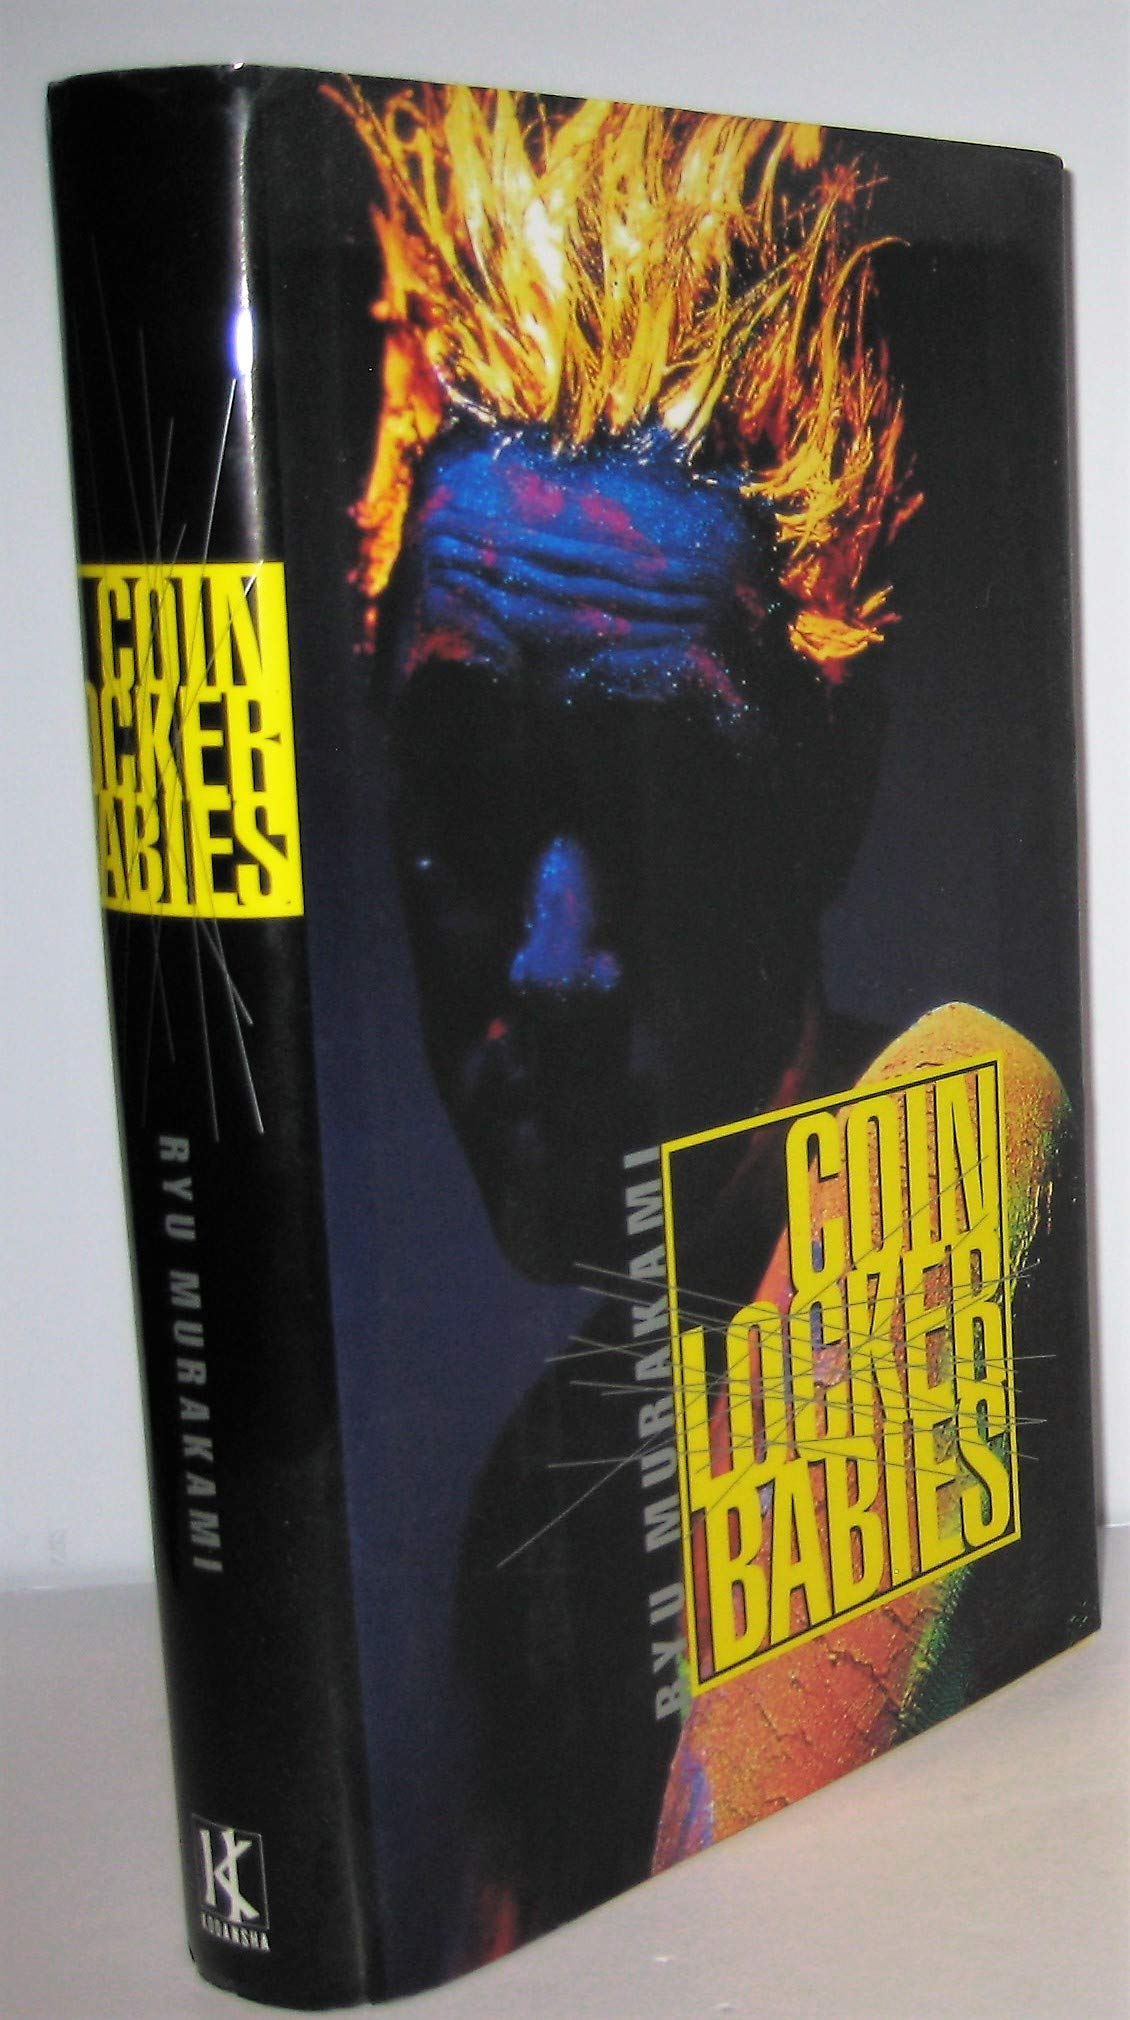 COIN
LOCKER
BABIES
RYU MURAKAMI
KODANSHA
RYU MURAKAMI
COIN
LOCKER
BABIES